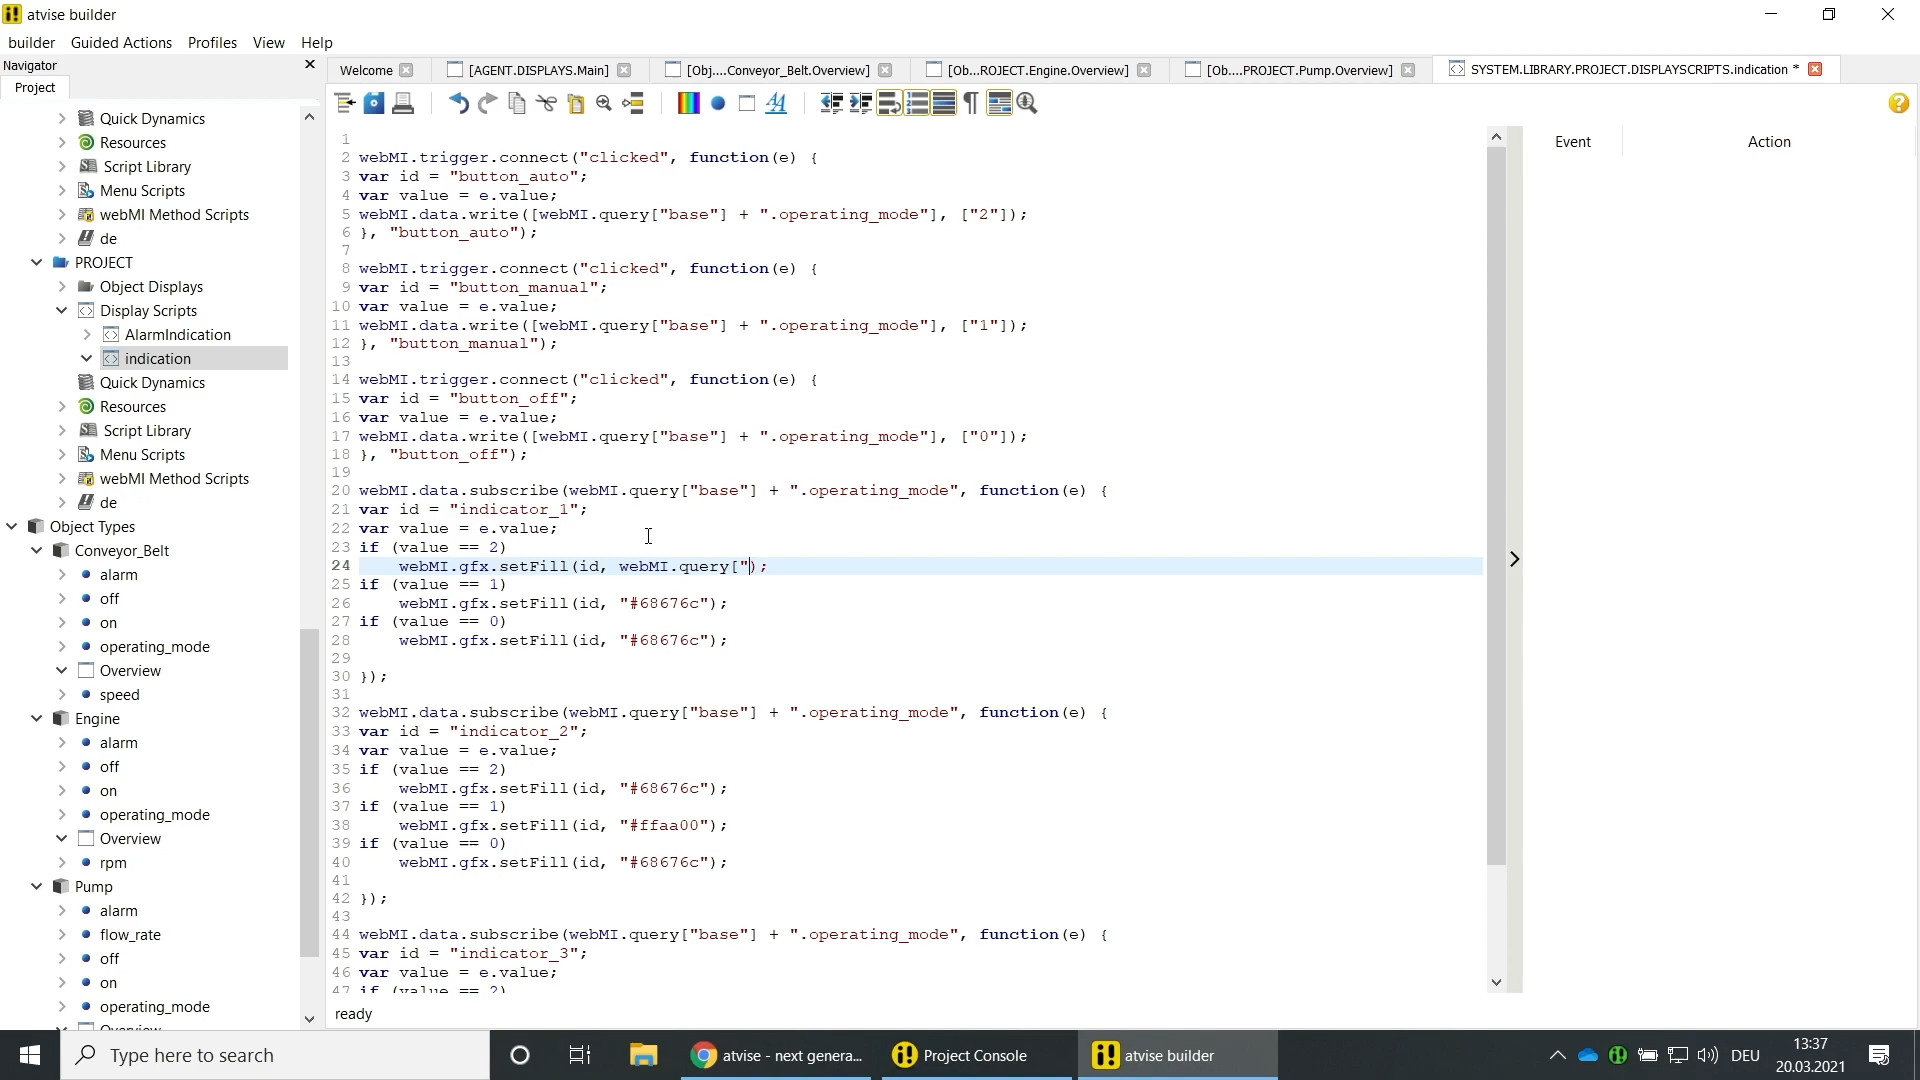 atvise builder
builder Guided Actions Profiles View Help
Navigator
Project
Quick Dynamics
Resources
Script Library
Menu Scripts
webMI Method Scripts
de
PROJECT
Object Displays
Display Scripts
AlarmIndication
indication
Quick Dynamics
Resources
Script Library
Menu Scripts
webMI Method Scripts
de
Object Types
Conveyor_Belt
alarm
off
on
operating_mode
Overview
speed
Engine
alarm
off
on
operating_mode
Overview
rpm
Pump
alarm
flow_rate
off
on
operating_mode
Overview
Welcome [AGENT.DISPLAYS.Main] [Obj....Conveyor_Belt.Overview] [Ob...ROJECT.Engine.Overview] [Ob....PROJECT.Pump.Overview] SYSTEM.LIBRARY.PROJECT.DISPLAYSCRIPTS.indication *
1
2 webMI.trigger.connect("clicked", function(e) {
3 var id = "button_auto";
4 var value = e.value;
5 webMI.data.write([webMI.query["base"] + ".operating_mode"], ["2"]);
6 }, "button_auto");
7
8 webMI.trigger.connect("clicked", function(e) {
9 var id = "button_manual";
10 var value = e.value;
11 webMI.data.write([webMI.query["base"] + ".operating_mode"], ["1"]);
12 }, "button_manual");
13
14 webMI.trigger.connect("clicked", function(e) {
15 var id = "button_off";
16 var value = e.value;
17 webMI.data.write([webMI.query["base"] + ".operating_mode"], ["0"]);
18 }, "button_off");
19
20 webMI.data.subscribe(webMI.query["base"] + ".operating_mode", function(e) {
21 var id = "indicator_1";
22 var value = e.value;
23 if (value == 2)
24 webMI.gfx.setFill(id, webMI.query[");
25 if (value == 1)
26 webMI.gfx.setFill(id, "#68676c");
27 if (value == 0)
28 webMI.gfx.setFill(id, "#68676c");
29
30 });
31
32 webMI.data.subscribe(webMI.query["base"] + ".operating_mode", function(e) {
33 var id = "indicator_2";
34 var value = e.value;
35 if (value == 2)
36 webMI.gfx.setFill(id, "#68676c");
37 if (value == 1)
38 webMI.gfx.setFill(id, "#ffaa00");
39 if (value == 0)
40 webMI.gfx.setFill(id, "#68676c");
41
42 });
43
44 webMI.data.subscribe(webMI.query["base"] + ".operating_mode", function(e) {
45 var id = "indicator_3";
46 var value = e.value;
47 if (value == 2)
ready
Event Action
Type here to search
atvise - next genera...
Project Console
atvise builder
DEU
13:37
20.03.2021